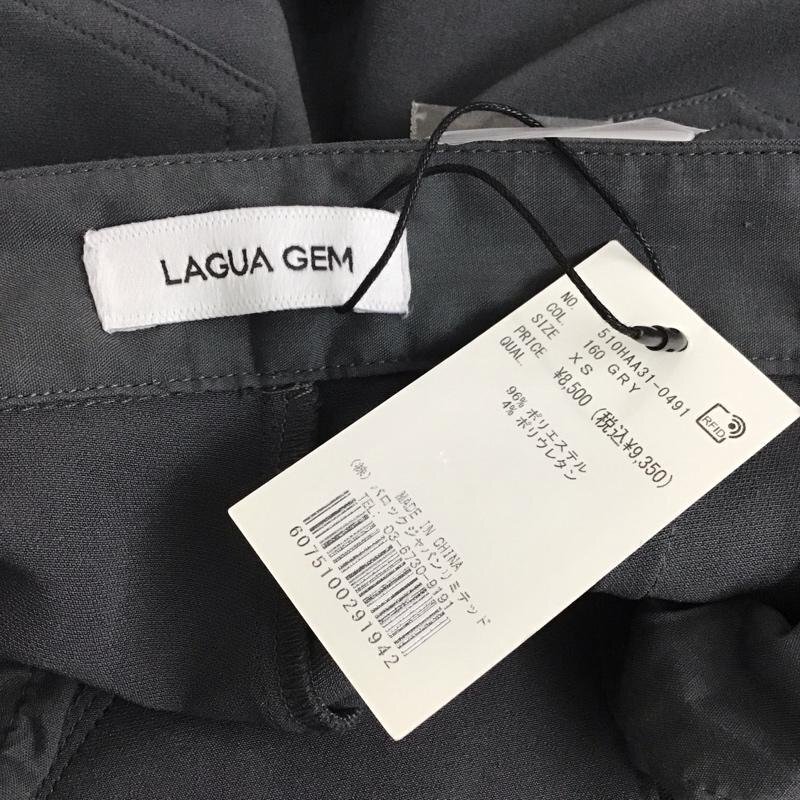 LAGUA GEM
NO. 510HAA31-0491
COL. 160 GRY
SIZE XS
PRICE ¥8,500 (税込¥9,350)
QUAL.
96% ポリエステル
4% ポリウレタン
RFID
MADE IN CHINA
(株) バロックジャパンリミテッド
TEL: 03-6730-9191
6075100291942